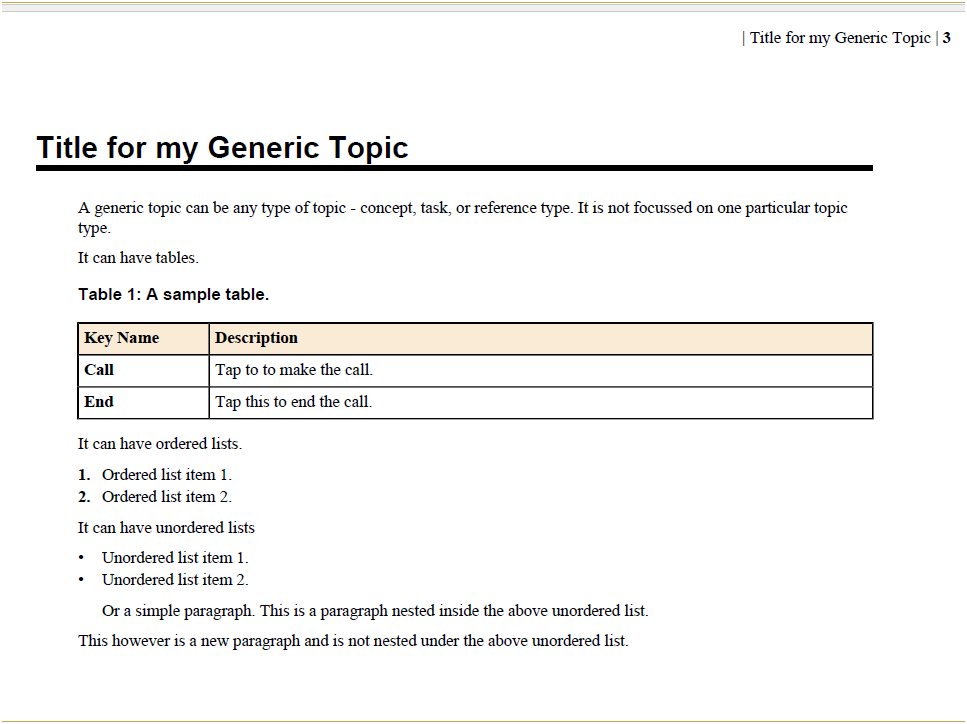 | Title for my Generic Topic | 3
Title for my Generic Topic
A generic topic can be any type of topic - concept, task, or reference type. It is not focussed on one particular topic
type.
It can have tables.
Table 1: A sample table.
Key Name Description
Call Tap to to make the call.
End Tap this to end the call.
It can have ordered lists.
1. Ordered list item 1.
2. Ordered list item 2.
It can have unordered lists
• Unordered list item 1.
• Unordered list item 2.
Or a simple paragraph. This is a paragraph nested inside the above unordered list.
This however is a new paragraph and is not nested under the above unordered list.